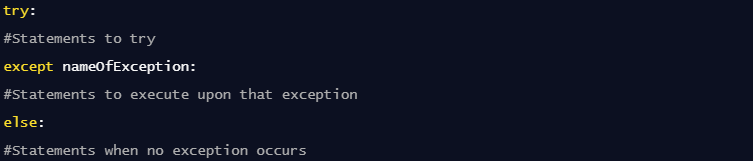 try:
#Statements to try
except nameOfException:
#Statements to execute upon that exception
else:
#Statements when no exception occurs